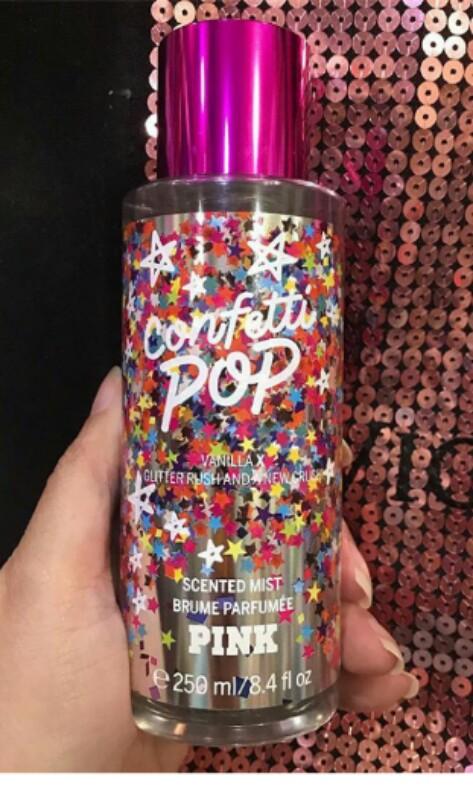 confetti
POP
VANILLA X
GLITTER RUSH AND A NEW CRUSH
SCENTED MIST
BRUME PARFUMÉE
PINK
℮ 250 ml/8.4 fl oz
VIC